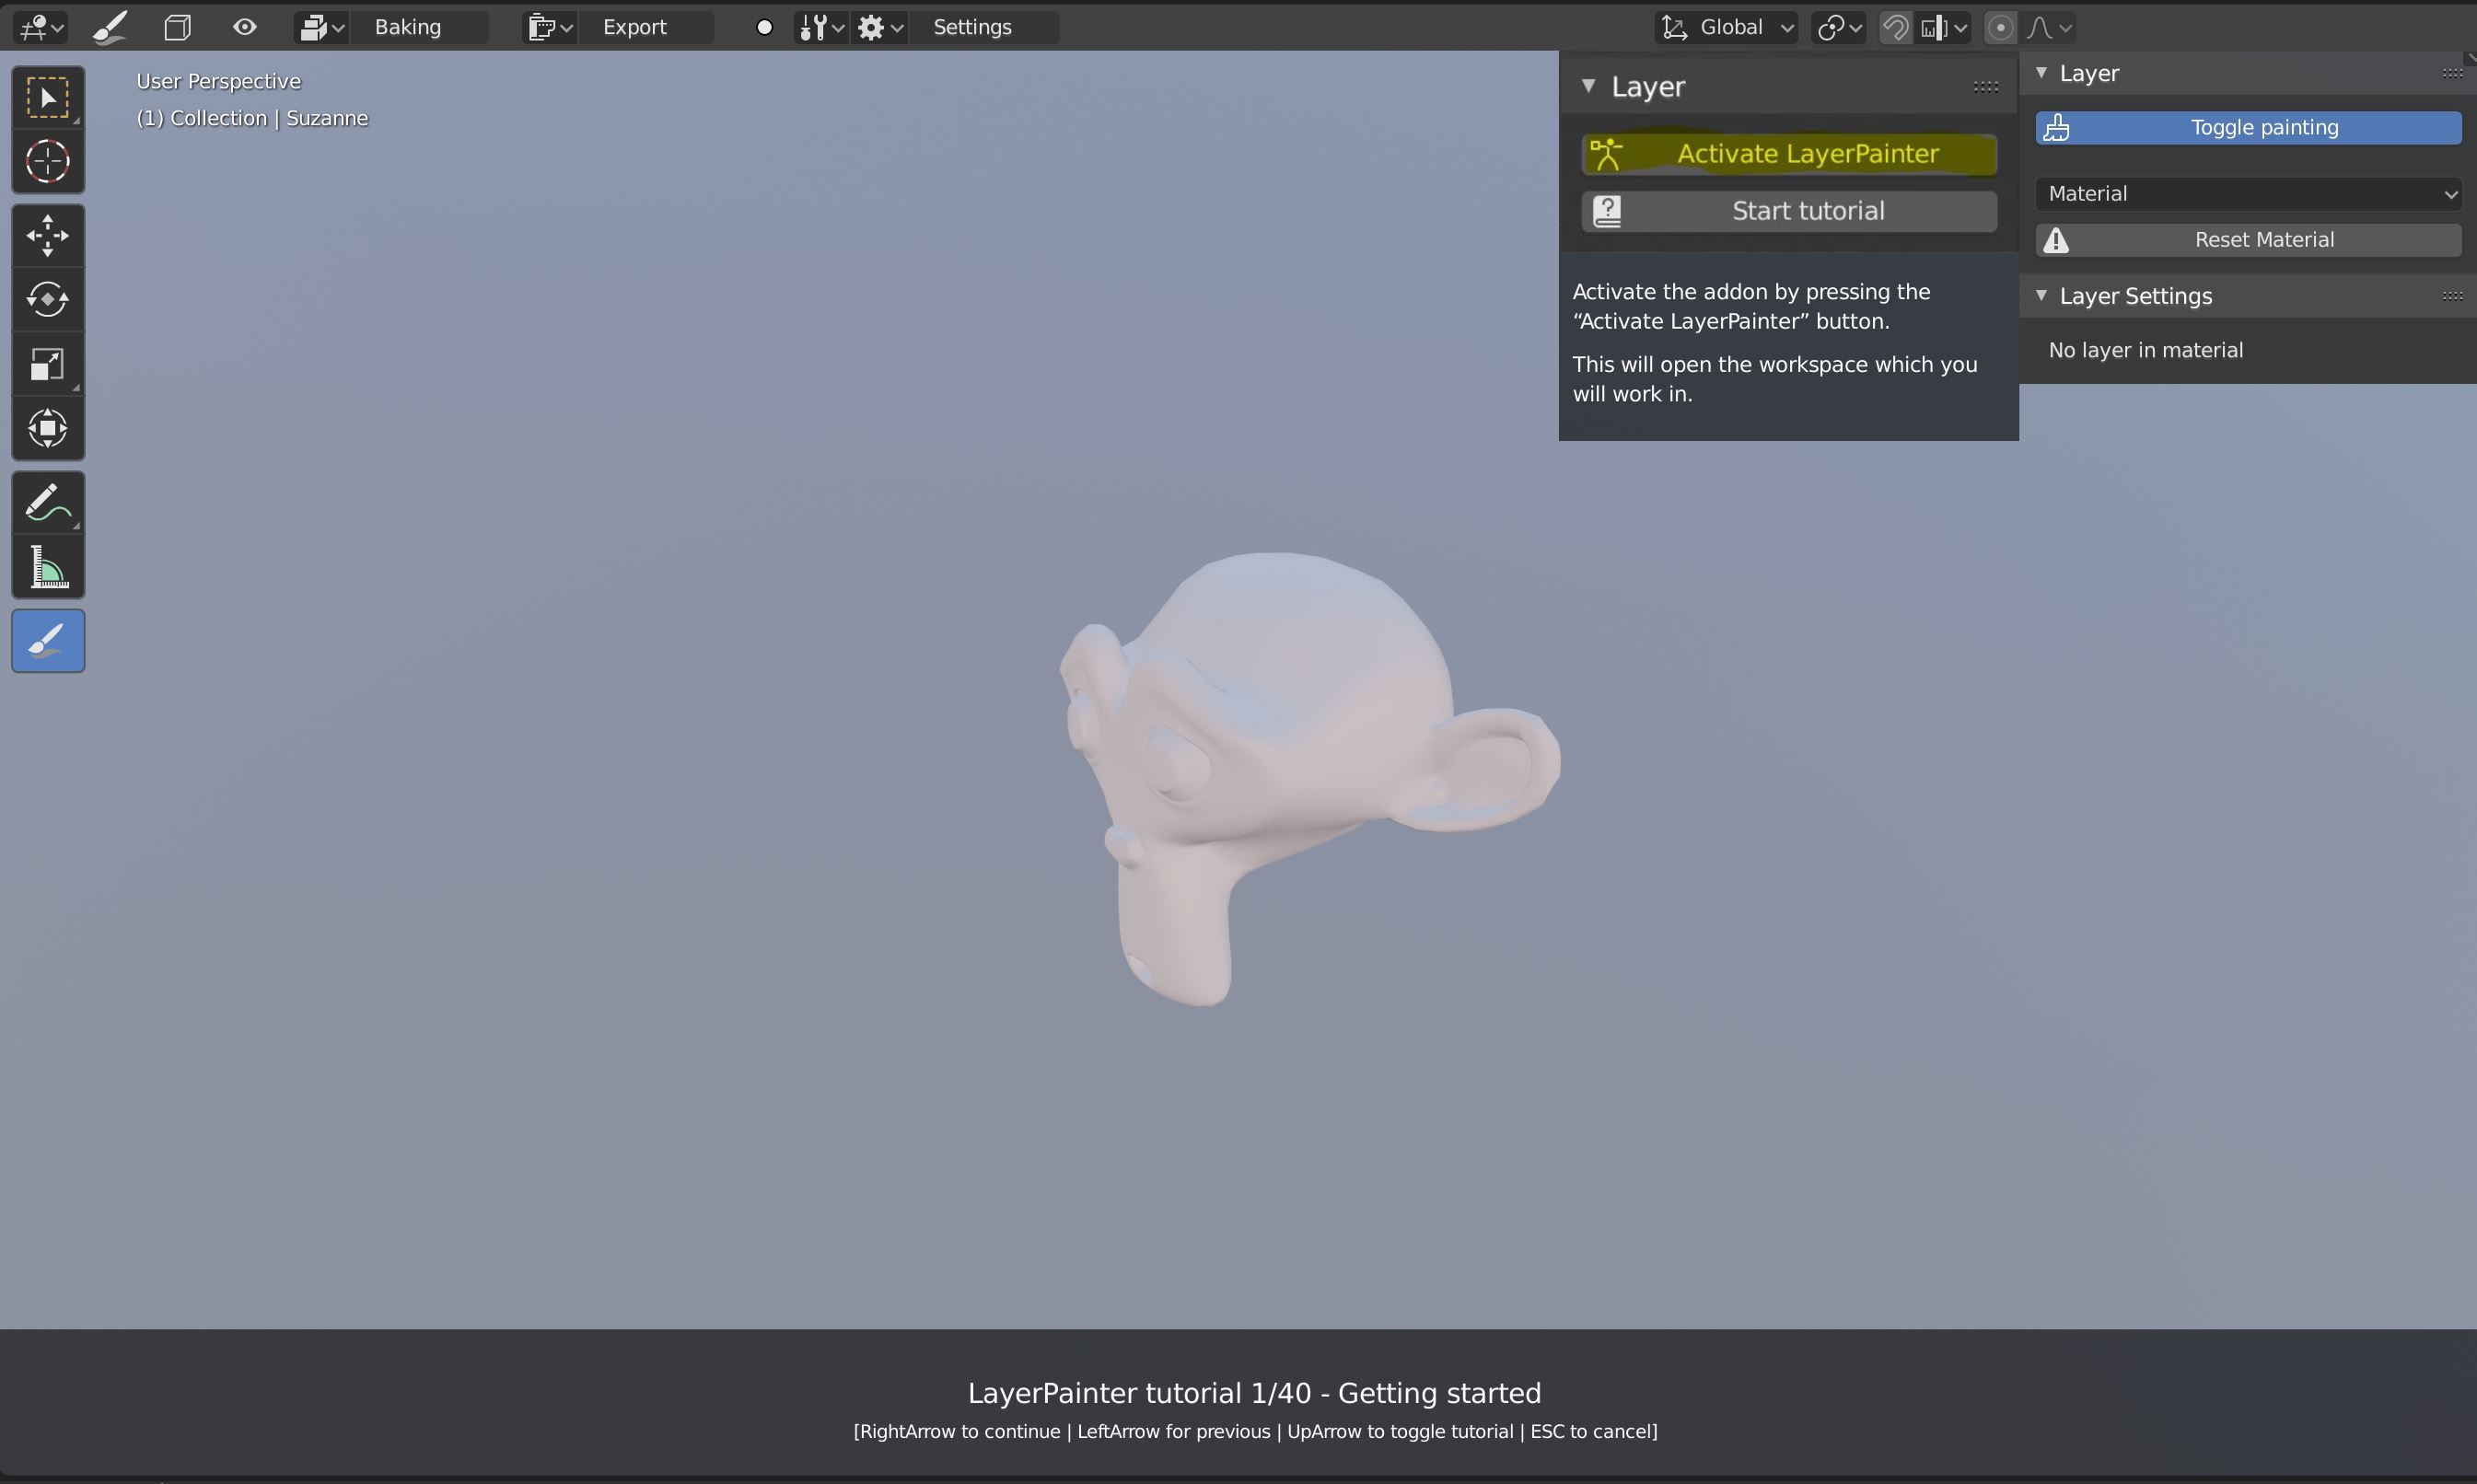 Baking
Export
Settings
Global
User Perspective
(1) Collection | Suzanne
Layer
Activate LayerPainter
Start tutorial
Activate the addon by pressing the
“Activate LayerPainter” button.
This will open the workspace which you
will work in.
Layer
Toggle painting
Material
Reset Material
Layer Settings
No layer in material
LayerPainter tutorial 1/40 - Getting started
[RightArrow to continue | LeftArrow for previous | UpArrow to toggle tutorial | ESC to cancel]